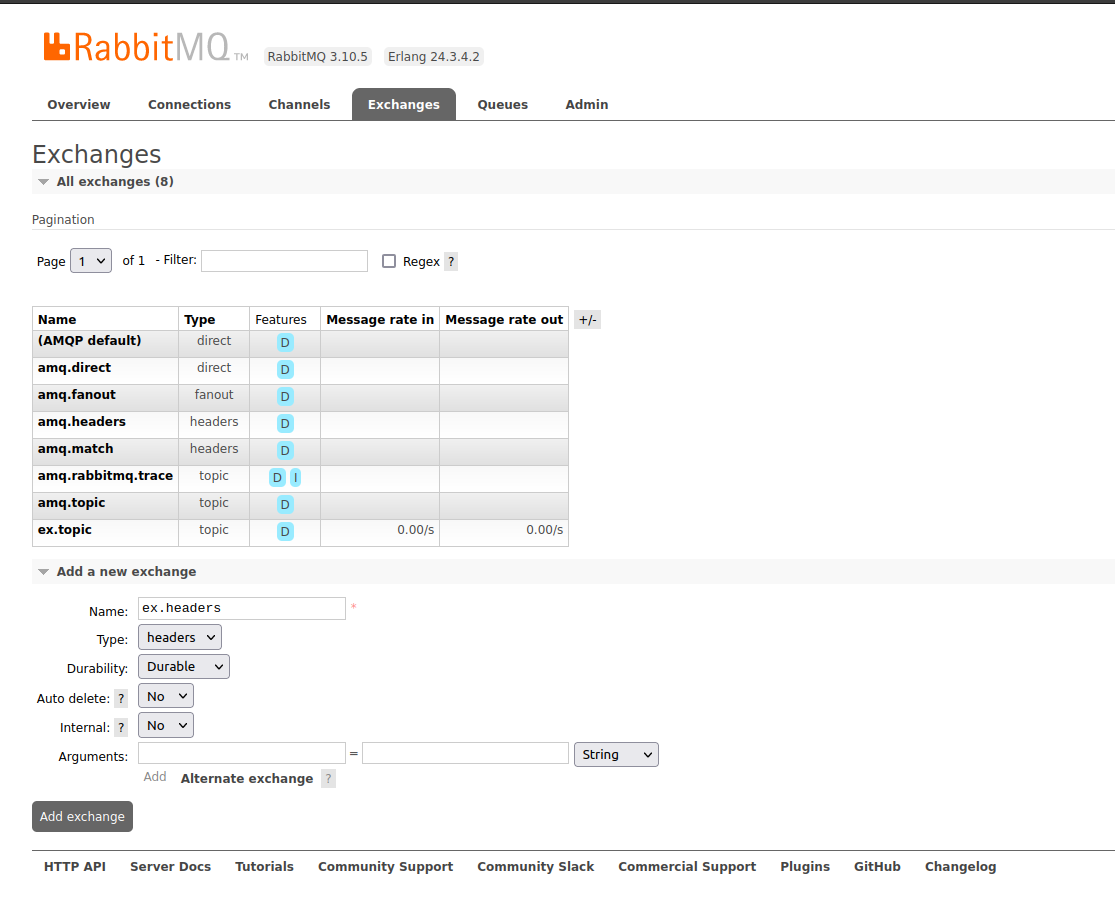 RabbitMQ TM RabbitMQ 3.10.5 Erlang 24.3.4.2
Overview Connections Channels Exchanges Queues Admin
Exchanges
All exchanges (8)
Pagination
Page 1 of 1 - Filter: Regex ?
Name Type Features Message rate in Message rate out +/-
(AMQP default) direct D
amq.direct direct D
amq.fanout fanout D
amq.headers headers D
amq.match headers D
amq.rabbitmq.trace topic D I
amq.topic topic D
ex.topic topic D 0.00/s 0.00/s
Add a new exchange
Name: ex.headers *
Type: headers
Durability: Durable
Auto delete: ? No
Internal: ? No
Arguments: = String
Add Alternate exchange ?
Add exchange
HTTP API Server Docs Tutorials Community Support Community Slack Commercial Support Plugins GitHub Changelog